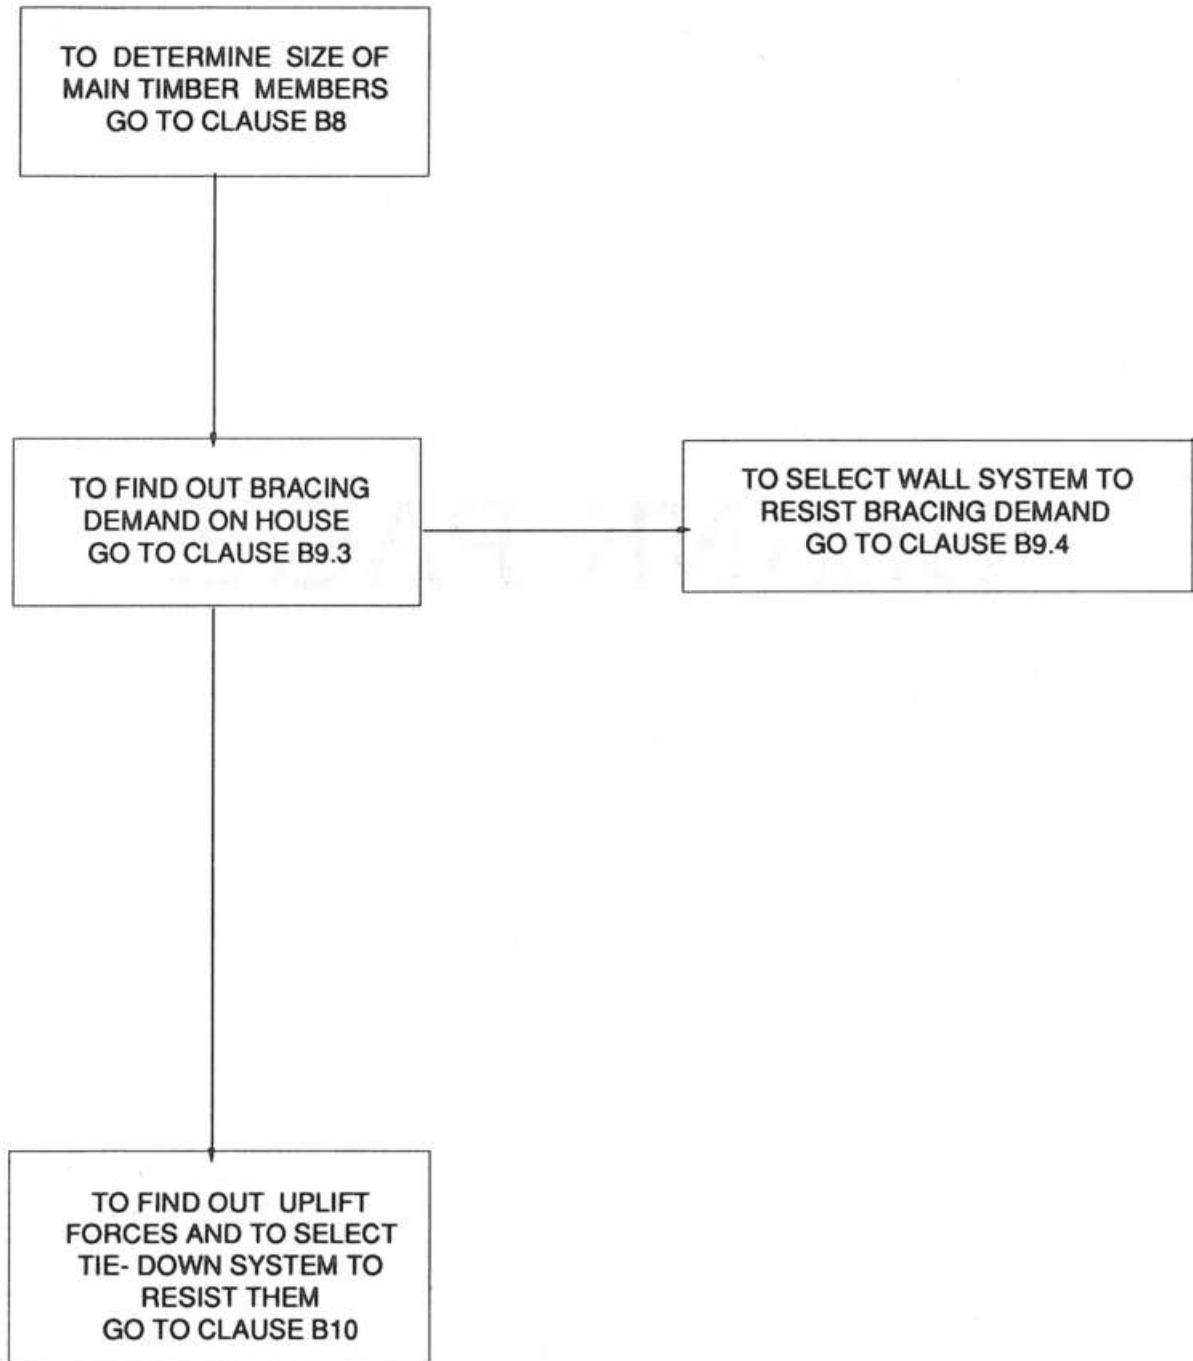 TO DETERMINE SIZE OF
MAIN TIMBER MEMBERS
GO TO CLAUSE B8
TO FIND OUT BRACING
DEMAND ON HOUSE
GO TO CLAUSE B9.3
TO SELECT WALL SYSTEM TO
RESIST BRACING DEMAND
GO TO CLAUSE B9.4
TO FIND OUT UPLIFT
FORCES AND TO SELECT
TIE- DOWN SYSTEM TO
RESIST THEM
GO TO CLAUSE B10